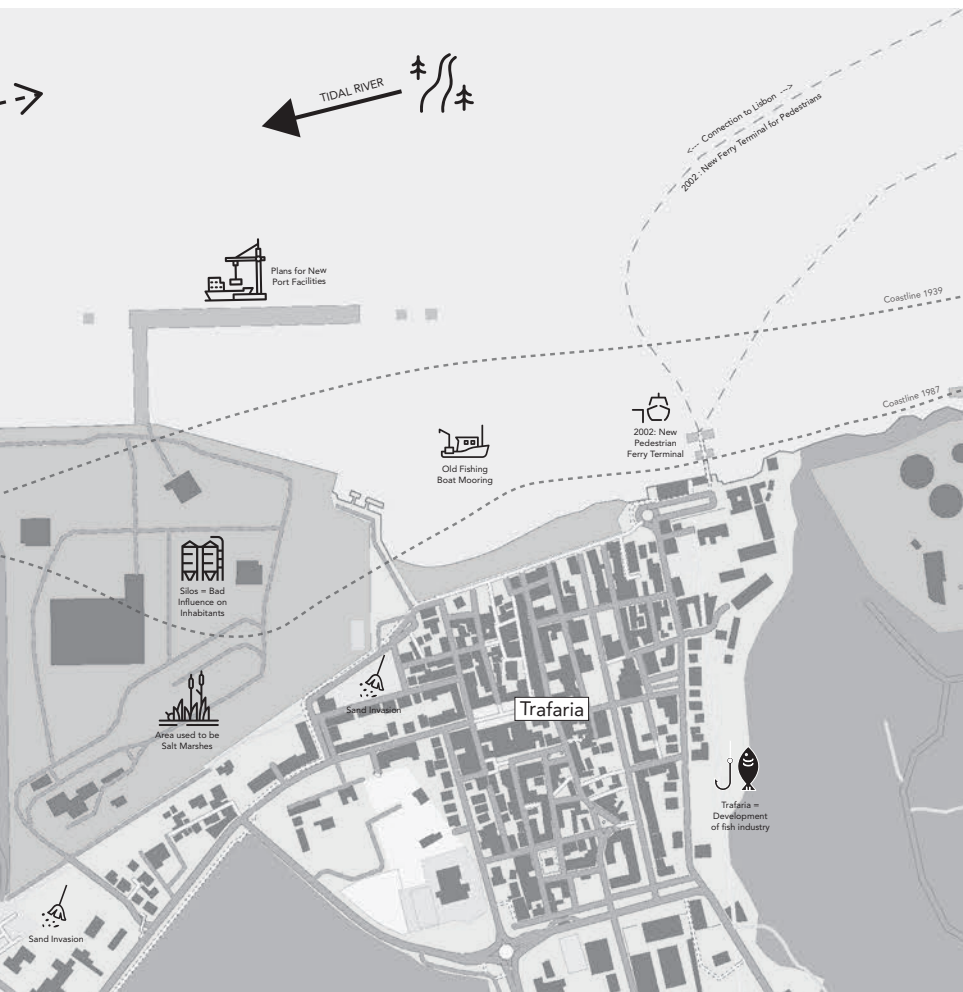 TIDAL RIVER
<--- Connection to Lisbon --->
2002 : New Ferry Terminal for Pedestrians
Plans for New
Port Facilities
Coastline 1939
Coastline 1987
2002: New
Pedestrian
Ferry Terminal
Old Fishing
Boat Mooring
Silos = Bad
Influence on
Inhabitants
Sand Invasion
Trafaria
Area used to be
Salt Marshes
Trafaria =
Development
of fish industry
Sand Invasion